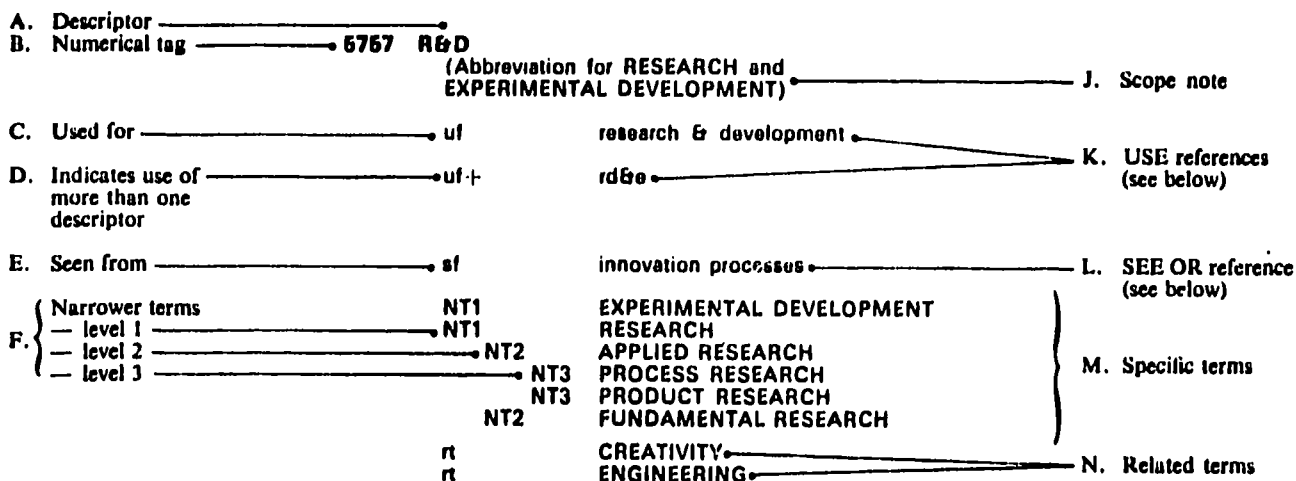 A. Descriptor
B. Numerical tag 6767 R&D
(Abbreviation for RESEARCH and
EXPERIMENTAL DEVELOPMENT) J. Scope note
C. Used for uf research & development
K. USE references
(see below)
D. Indicates use of uf+ rd&e
more than one
descriptor
E. Seen from sf innovation processes L. SEE OR reference
(see below)
Narrower terms NT1 EXPERIMENTAL DEVELOPMENT
F. — level 1 NT1 RESEARCH
— level 2 NT2 APPLIED RESEARCH
— level 3 NT3 PROCESS RESEARCH M. Specific terms
NT3 PRODUCT RESEARCH
NT2 FUNDAMENTAL RESEARCH
rt CREATIVITY
rt ENGINEERING N. Related terms